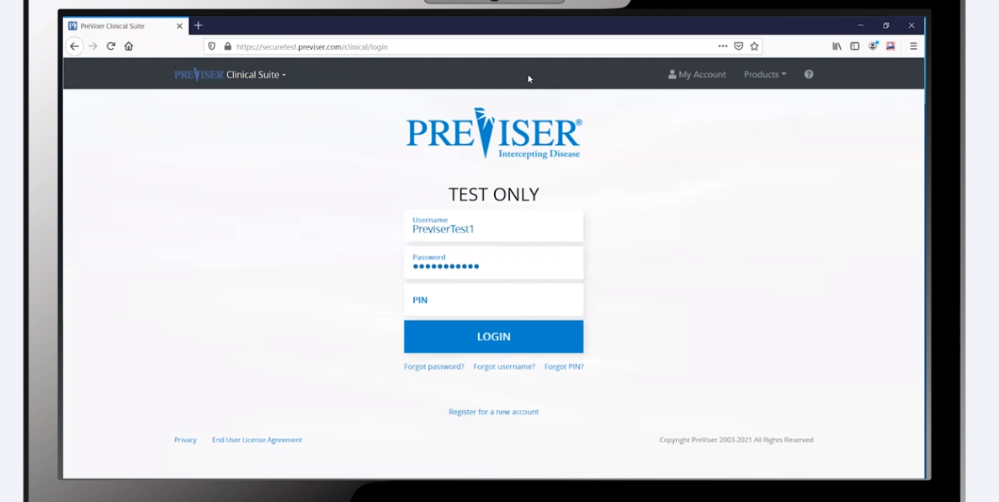 PreViser Clinical Suite
https://securetest.previser.com/clinical/login
PREVISER Clinical Suite
My Account
Products
PREVISER®
Intercepting Disease
TEST ONLY
Username
PreviserTest1
Password
PIN
LOGIN
Forgot password? Forgot username? Forgot PIN?
Register for a new account
Privacy End User License Agreement Copyright PreViser 2003-2021 All Rights Reserved